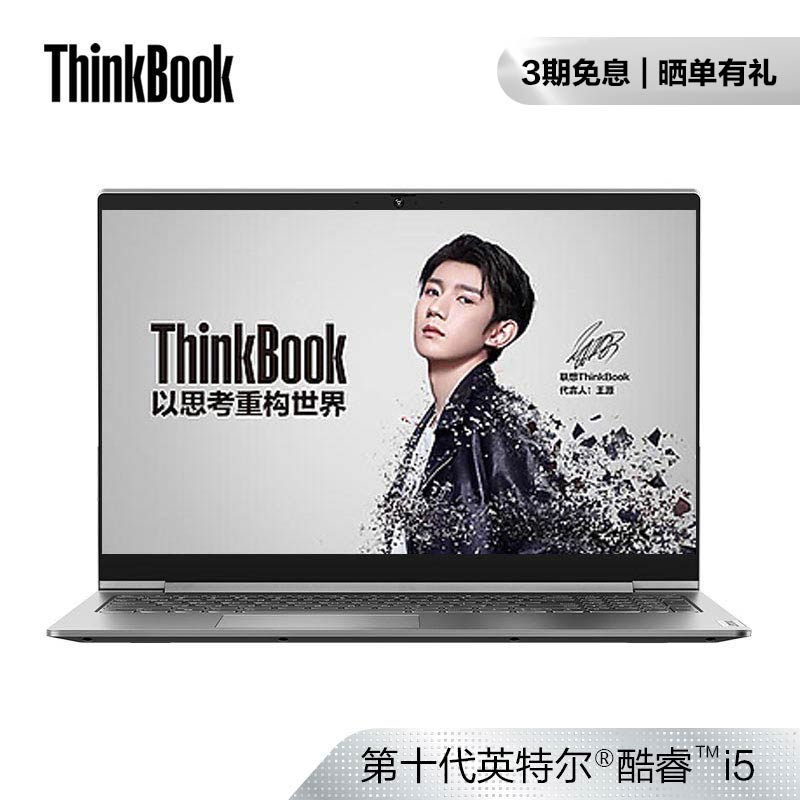 ThinkBook
3期免息 | 晒单有礼
ThinkBook
以思考重构世界
联想ThinkBook
代言人：王源
第十代英特尔®酷睿™i5